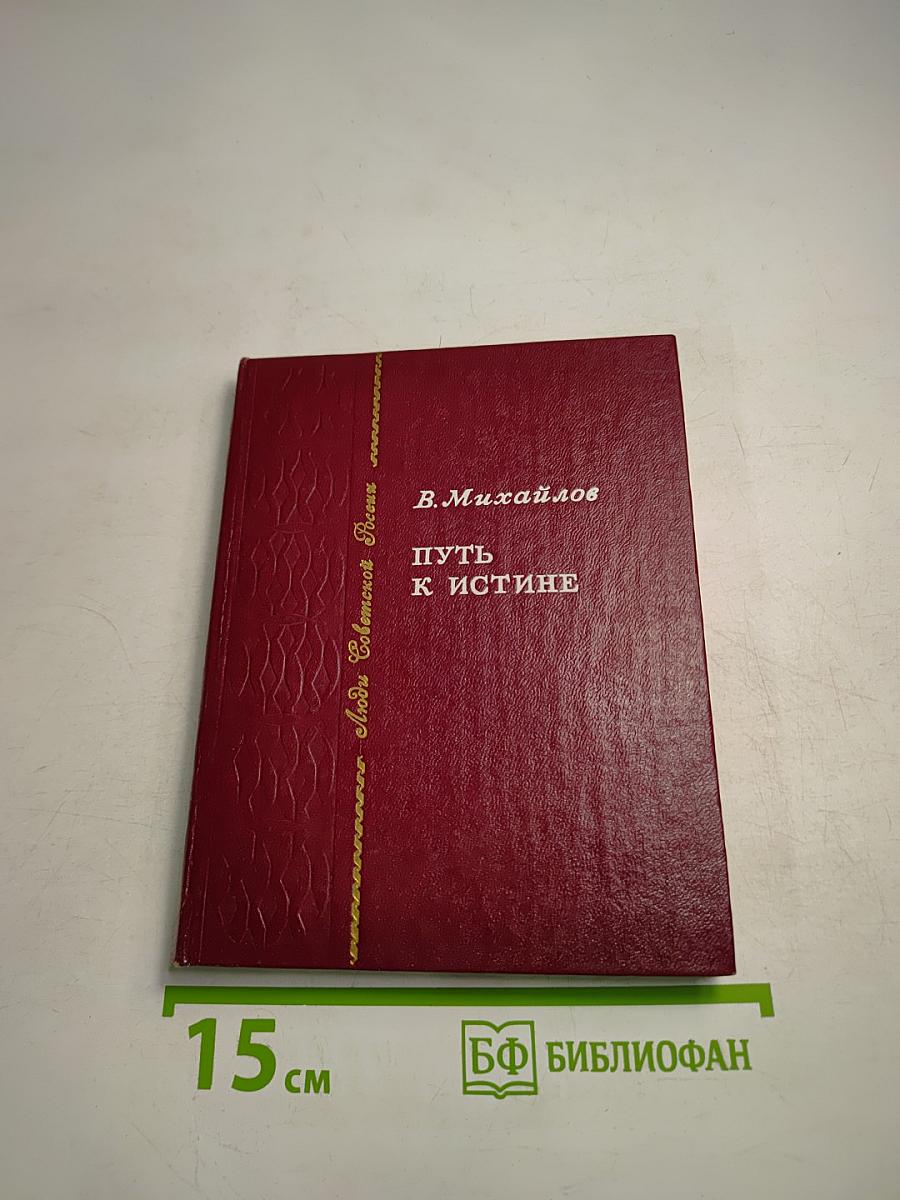 В. Михайлов
ПУТЬ
К ИСТИНЕ
Люди Советской России
15 см
БФ БИБЛИОФАН